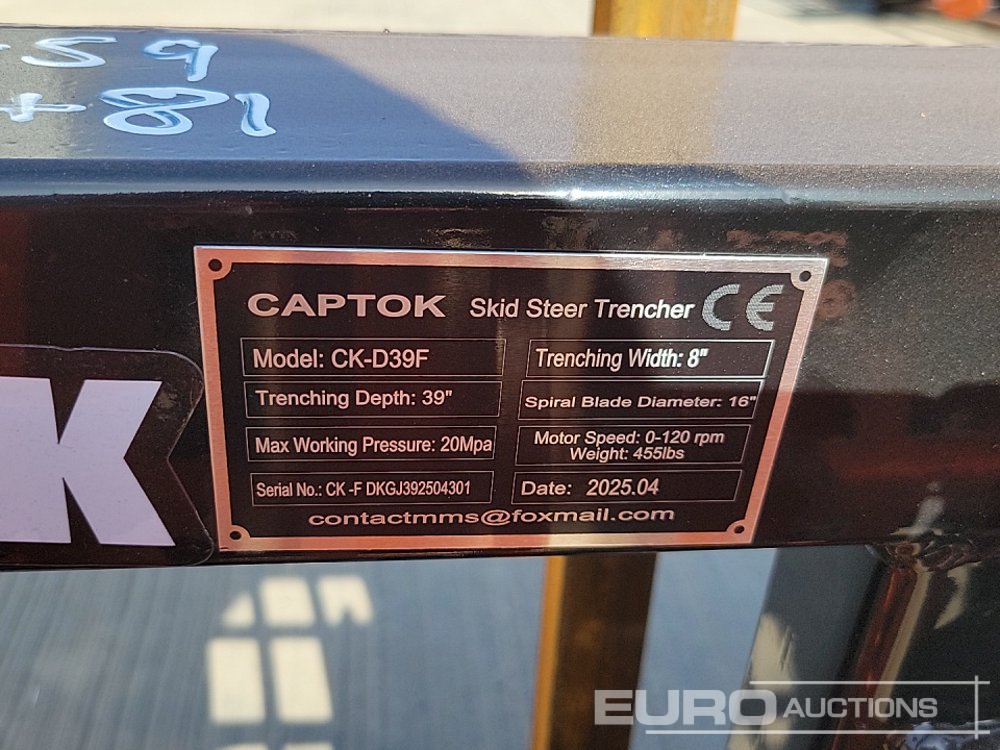 59
+ 81
CAPTOK Skid Steer Trencher CE
Model: CK-D39F
Trenching Width: 8"
Trenching Depth: 39"
Spiral Blade Diameter: 16"
Max Working Pressure: 20Mpa
Motor Speed: 0-120 rpm
Weight: 455lbs
Serial No.: CK -F DKGJ392504301
Date: 2025.04
contactmms@foxmail.com
K
EURO AUCTIONS